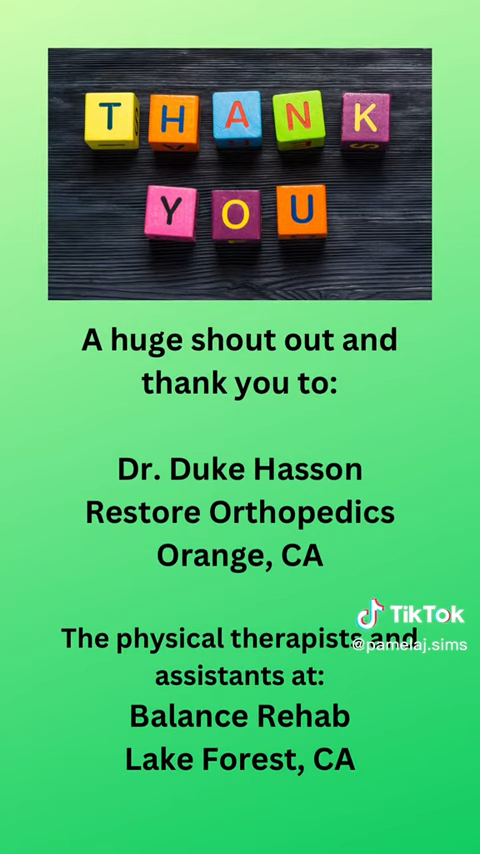 THANK
YOU
A huge shout out and
thank you to:
Dr. Duke Hasson
Restore Orthopedics
Orange, CA
TikTok
@pamelaj.sims
The physical therapists and
assistants at:
Balance Rehab
Lake Forest, CA